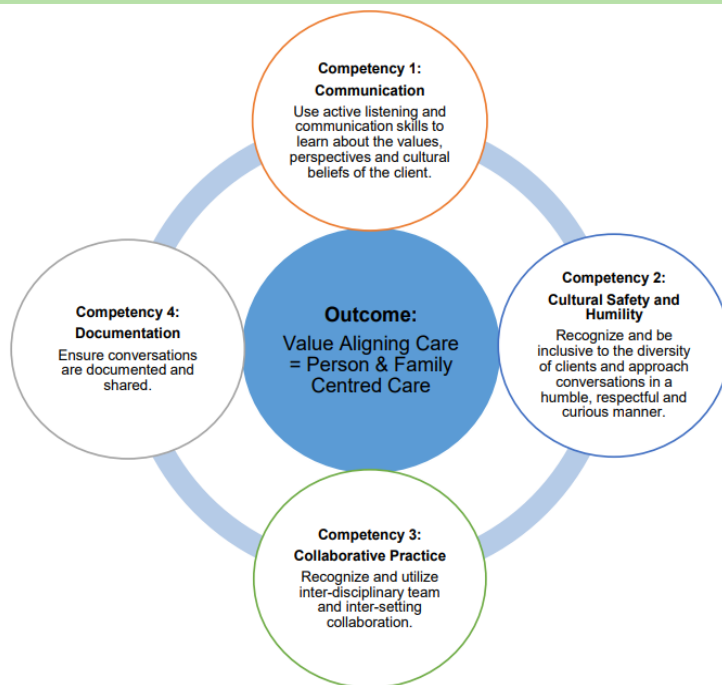 Competency 1:
Communication
Use active listening and
communication skills to
learn about the values,
perspectives and cultural
beliefs of the client.
Competency 2:
Cultural Safety and
Humility
Recognize and be
inclusive to the diversity
of clients and approach
conversations in a
humble, respectful and
curious manner.
Competency 3:
Collaborative Practice
Recognize and utilize
inter-disciplinary team
and inter-setting
collaboration.
Competency 4:
Documentation
Ensure conversations
are documented and
shared.
Outcome:
Value Aligning Care
= Person & Family
Centred Care